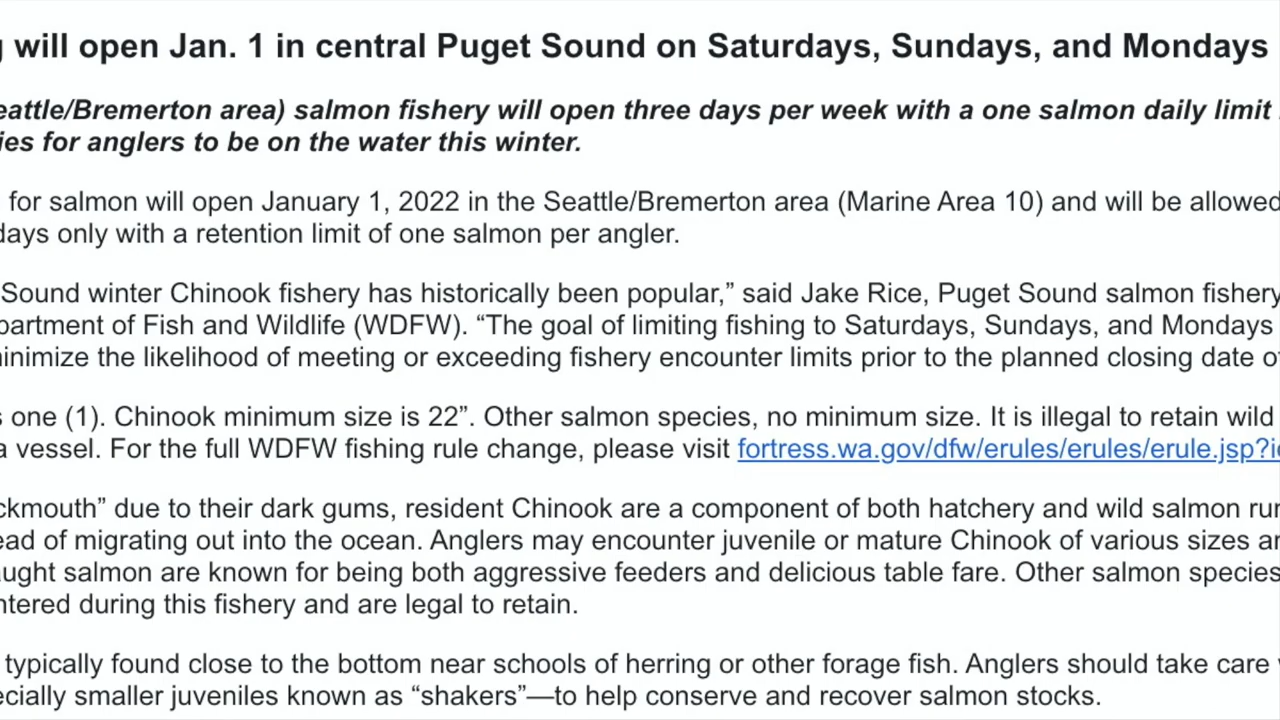 will open Jan. 1 in central Puget Sound on Saturdays, Sundays, and Mondays
eattle/Bremerton area) salmon fishery will open three days per week with a one salmon daily limit
ies for anglers to be on the water this winter.
for salmon will open January 1, 2022 in the Seattle/Bremerton area (Marine Area 10) and will be allowed
days only with a retention limit of one salmon per angler.
Sound winter Chinook fishery has historically been popular,” said Jake Rice, Puget Sound salmon fishery
partment of Fish and Wildlife (WDFW). “The goal of limiting fishing to Saturdays, Sundays, and Mondays
inimize the likelihood of meeting or exceeding fishery encounter limits prior to the planned closing date o
s one (1). Chinook minimum size is 22”. Other salmon species, no minimum size. It is illegal to retain wild
a vessel. For the full WDFW fishing rule change, please visit fortress.wa.gov/dfw/erules/erules/erule.jsp?i
ckmouth” due to their dark gums, resident Chinook are a component of both hatchery and wild salmon ru
ead of migrating out into the ocean. Anglers may encounter juvenile or mature Chinook of various sizes a
aught salmon are known for being both aggressive feeders and delicious table fare. Other salmon species
ntered during this fishery and are legal to retain.
typically found close to the bottom near schools of herring or other forage fish. Anglers should take care
ecially smaller juveniles known as “shakers”—to help conserve and recover salmon stocks.